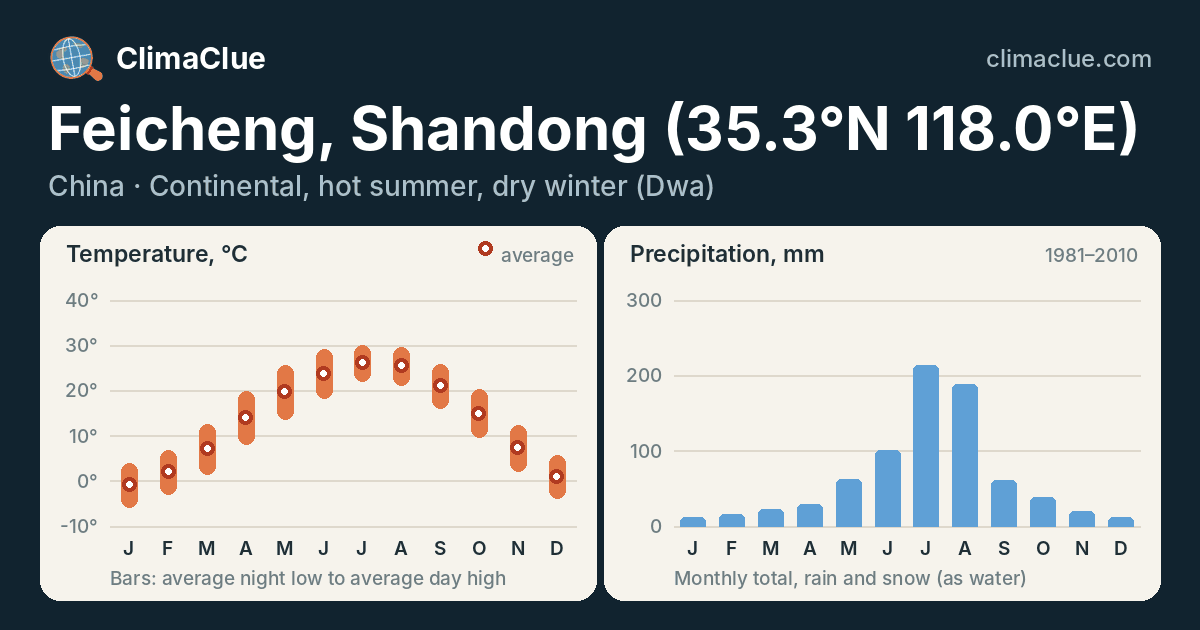 ClimaClue
climaclue.com
Feicheng, Shandong (35.3°N 118.0°E)
China · Continental, hot summer, dry winter (Dwa)
Temperature, °C
average
40°
30°
20°
10°
0°
-10°
J F M A M J J A S O N D
Bars: average night low to average day high
Precipitation, mm
1981–2010
300
200
100
0
J F M A M J J A S O N D
Monthly total, rain and snow (as water)